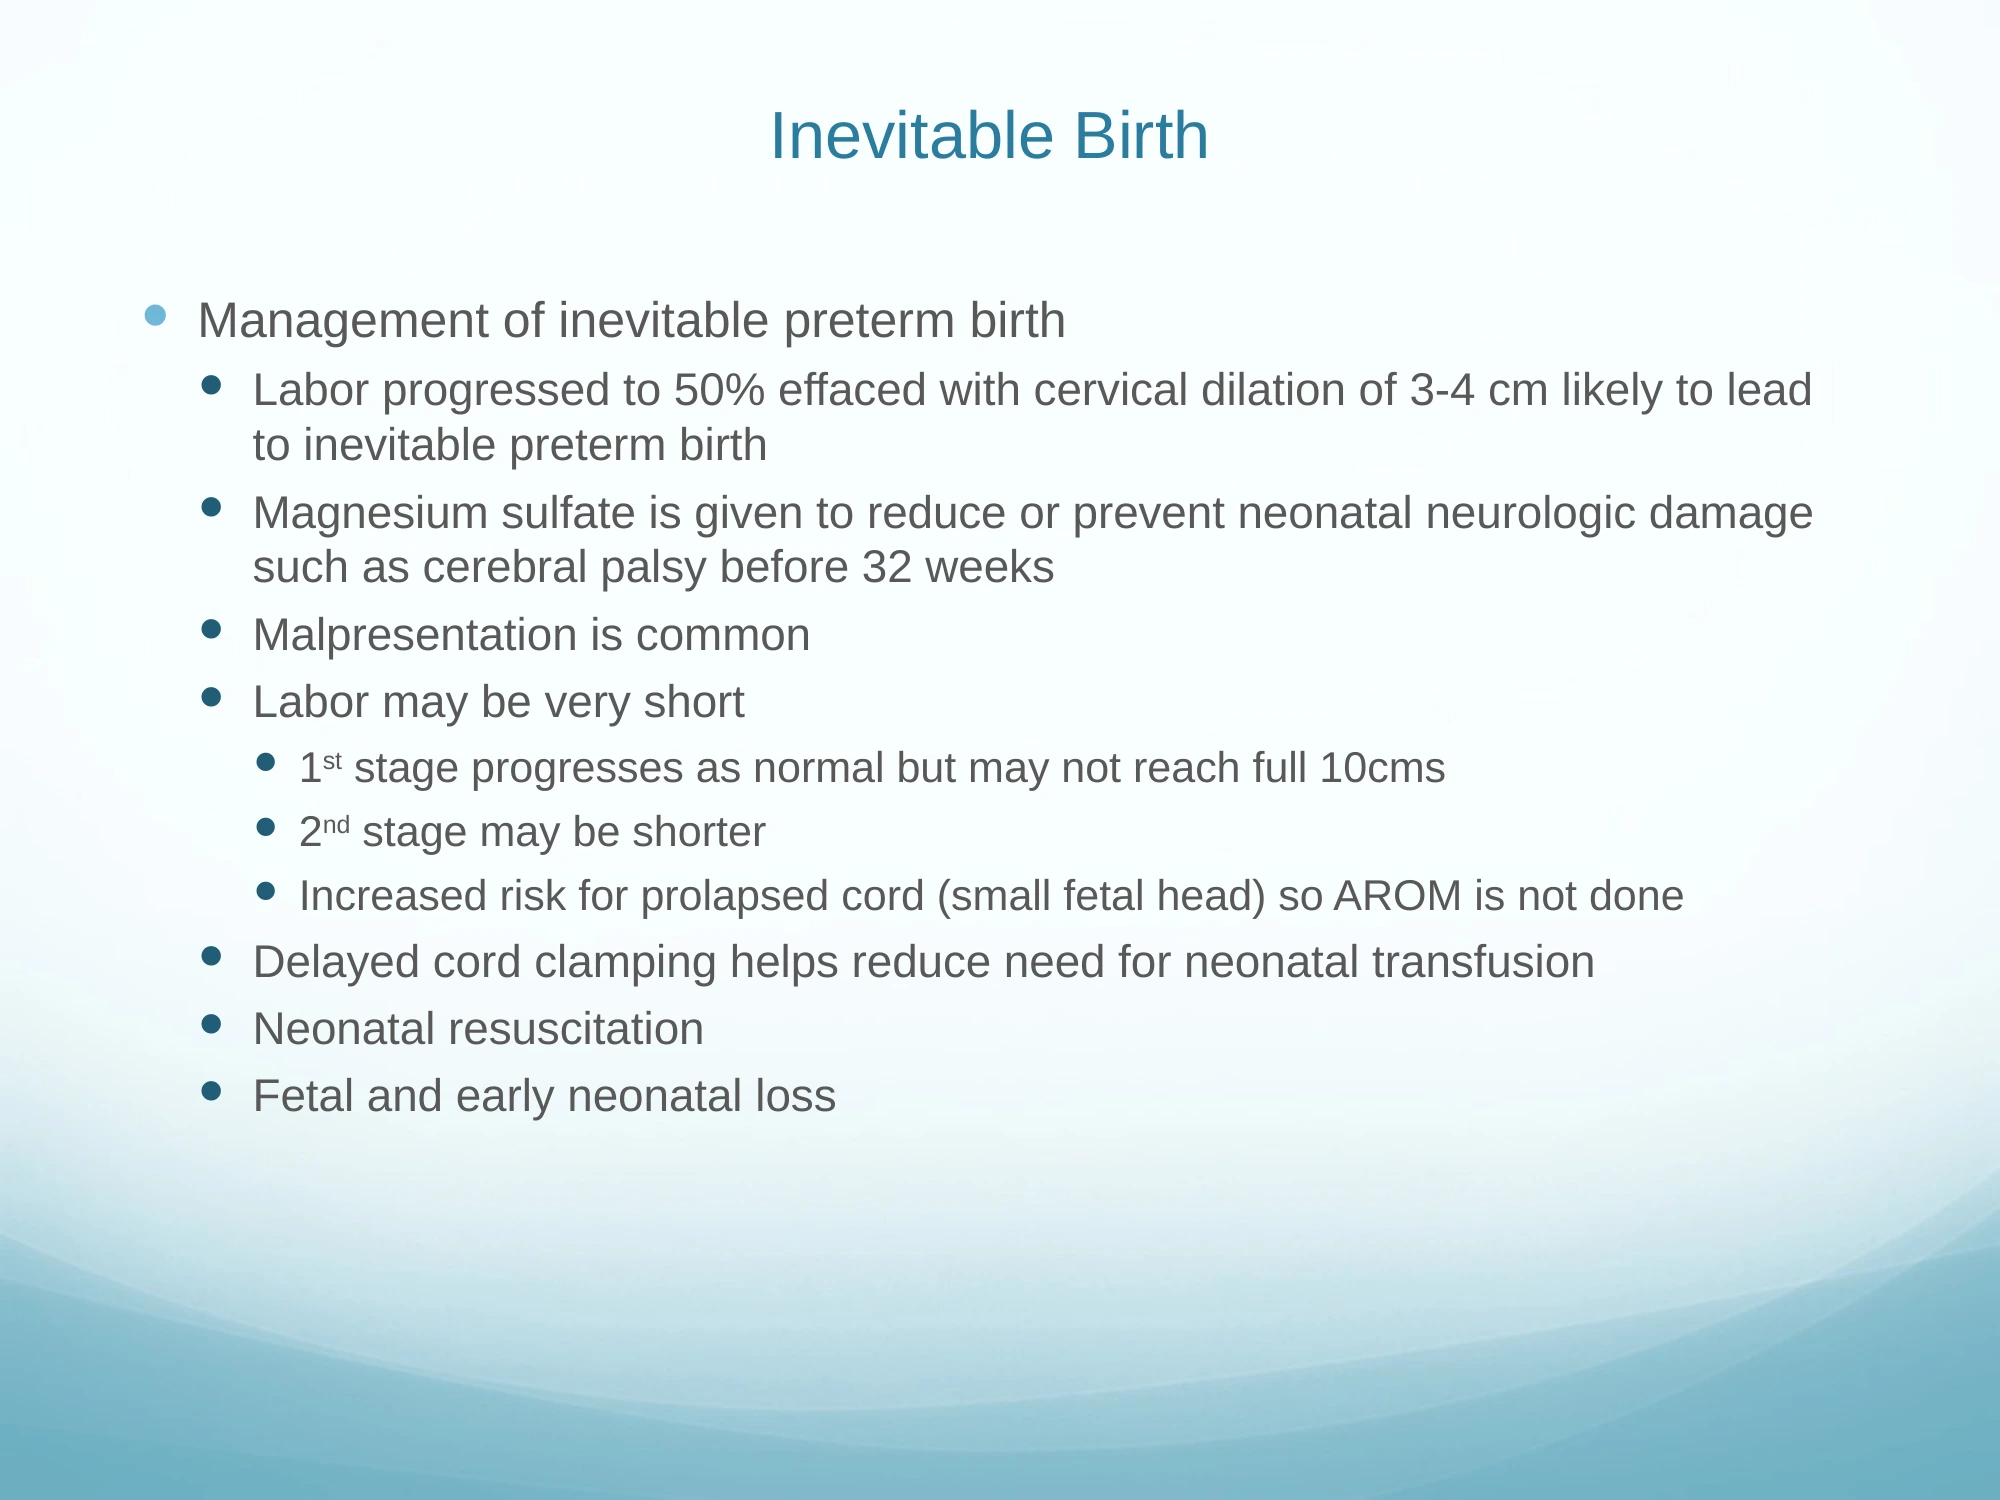 Inevitable Birth
Management of inevitable preterm birth
Labor progressed to 50% effaced with cervical dilation of 3-4 cm likely to lead
to inevitable preterm birth
Magnesium sulfate is given to reduce or prevent neonatal neurologic damage
such as cerebral palsy before 32 weeks
Malpresentation is common
Labor may be very short
1st stage progresses as normal but may not reach full 10cms
2nd stage may be shorter
Increased risk for prolapsed cord (small fetal head) so AROM is not done
Delayed cord clamping helps reduce need for neonatal transfusion
Neonatal resuscitation
Fetal and early neonatal loss